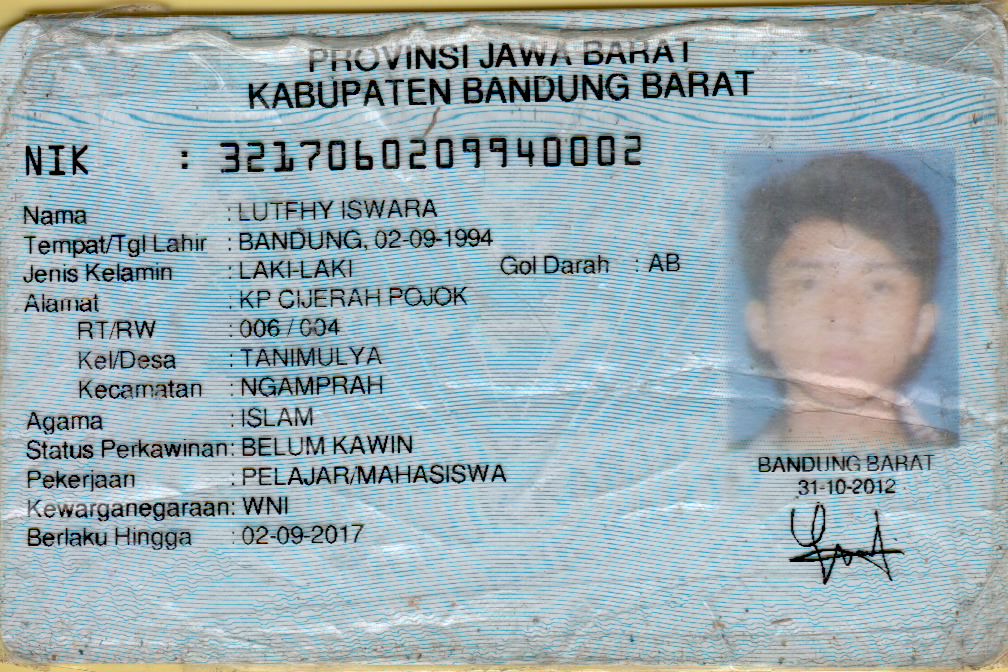 PROVINSI JAWA BARAT
KABUPATEN BANDUNG BARAT
NIK : 3217060209940002
Nama : LUTFHY ISWARA
Tempat/Tgl Lahir : BANDUNG, 02-09-1994
Jenis Kelamin : LAKI-LAKI Gol Darah : AB
Alamat : KP CIJERAH POJOK
RT/RW : 006 / 004
Kel/Desa : TANIMULYA
Kecamatan : NGAMPRAH
Agama : ISLAM
Status Perkawinan: BELUM KAWIN
Pekerjaan : PELAJAR/MAHASISWA
Kewarganegaraan: WNI
Berlaku Hingga : 02-09-2017
BANDUNG BARAT
31-10-2012